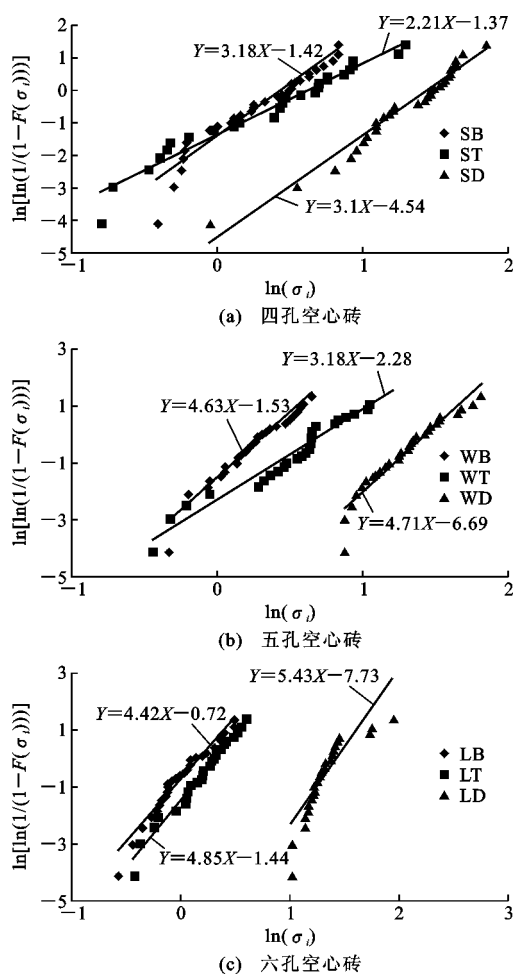 2
1
0
−1
−2
−3
−4
−5
ln[ln(1/(1−F(σi)))]
Y=3.18X−1.42
Y=2.21X−1.37
Y=3.1X−4.54
SB
ST
SD
−1
0
1
2
ln(σi)
(a) 四孔空心砖
3
1
−1
−3
−5
ln[ln(1/(1−F(σi)))]
Y=3.18X−2.28
Y=4.63X−1.53
Y=4.71X−6.69
WB
WT
WD
−1
0
1
2
ln(σi)
(b) 五孔空心砖
3
1
−1
−3
−5
ln[ln(1/(1−F(σi)))]
Y=5.43X−7.73
Y=4.42X−0.72
Y=4.85X−1.44
LB
LT
LD
−1
0
1
2
3
ln(σi)
(c) 六孔空心砖